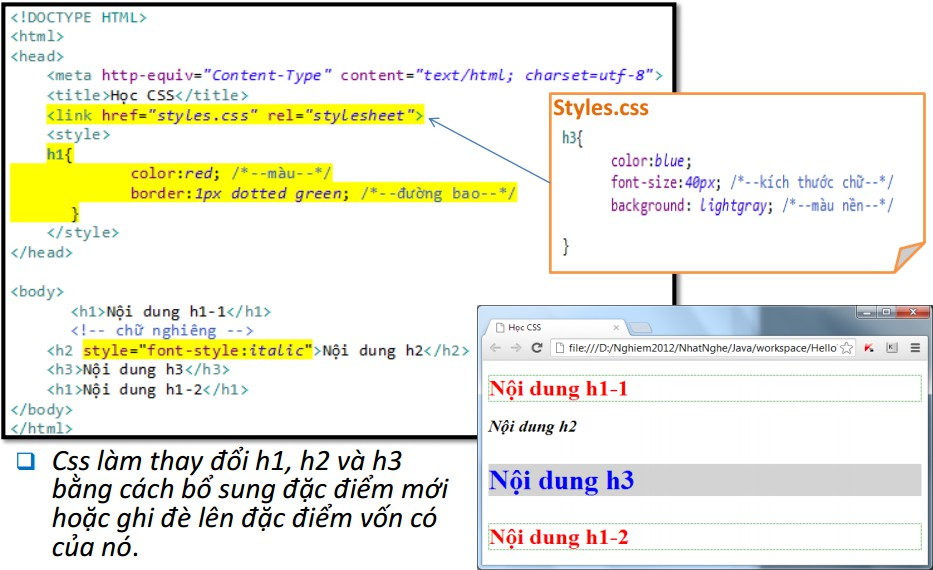 <!DOCTYPE HTML>
<html>
<head>
<meta http-equiv="Content-Type" content="text/html; charset=utf-8">
<title>Học CSS</title>
<link href="styles.css" rel="stylesheet">
<style>
h1{
color:red; /*--màu--*/
border:1px dotted green; /*--đường bao--*/
}
</style>
</head>
<body>
<h1>Nội dung h1-1</h1>
<!-- chữ nghiêng -->
<h2 style="font-style:italic">Nội dung h2</h2>
<h3>Nội dung h3</h3>
<h1>Nội dung h1-2</h1>
</body>
</html>
Styles.css
h3{
color:blue;
font-size:40px; /*--kích thước chữ--*/
background: lightgray; /*--màu nền--*/
}
Học CSS
file:///D:/Nghiem2012/NhatNghe/Java/workspace/Hello
Nội dung h1-1
Nội dung h2
Nội dung h3
Nội dung h1-2
Css làm thay đổi h1, h2 và h3
bằng cách bổ sung đặc điểm mới
hoặc ghi đè lên đặc điểm vốn có
của nó.